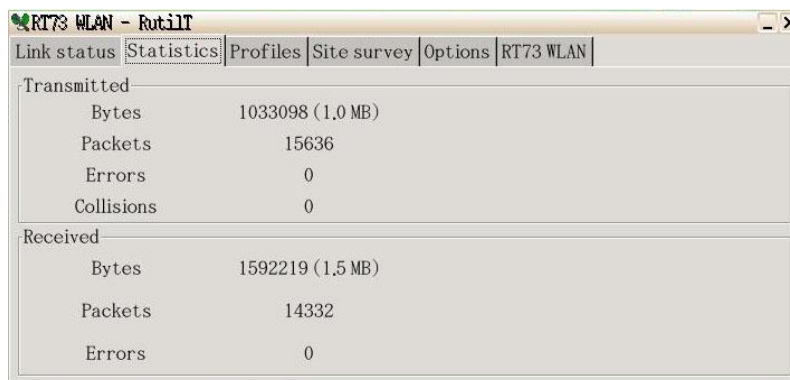 RT73 WLAN - RutilT
Link status Statistics Profiles Site survey Options RT73 WLAN
Transmitted
Bytes 1033098 (1.0 MB)
Packets 15636
Errors 0
Collisions 0
Received
Bytes 1592219 (1.5 MB)
Packets 14332
Errors 0